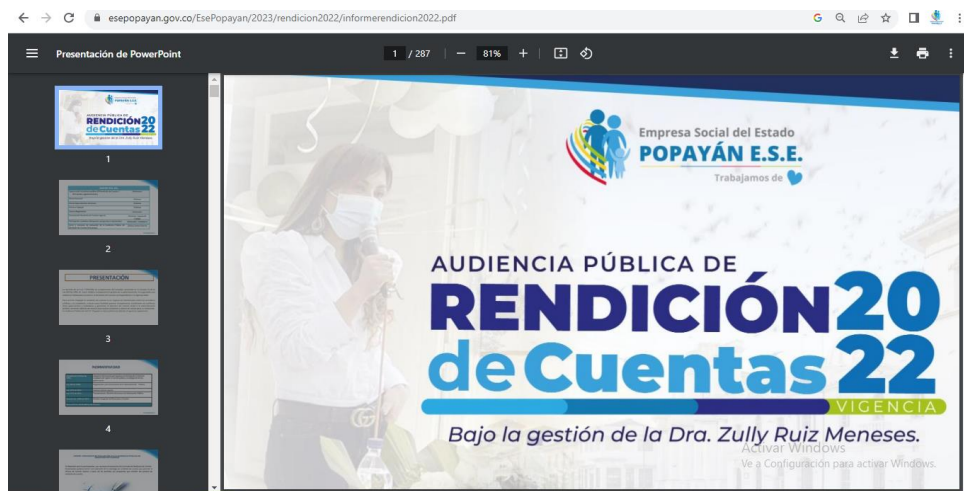 esepopayan.gov.co/EsePopayan/2023/rendicion2022/informerendicion2022.pdf
Presentación de PowerPoint
1 / 287
81%
1
2
PRESENTACIÓN
3
4
Empresa Social del Estado
POPAYÁN E.S.E.
Trabajamos de
AUDIENCIA PÚBLICA DE
RENDICIÓN 20
de Cuentas 22
VIGENCIA
Bajo la gestión de la Dra. Zully Ruiz Meneses.
Activar Windows
Ve a Configuración para activar Windows.